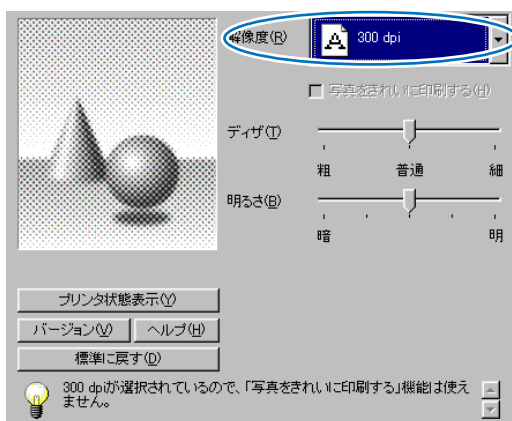 解像度(R)
300 dpi
写真をきれいに印刷する(H)
ディザ(T)
粗 普通 細
明るさ(B)
暗 明
プリンタ状態表示(Y)
バージョン(V) ヘルプ(H)
標準に戻す(D)
300 dpiが選択されているので、「写真をきれいに印刷する」機能は使え
ません。